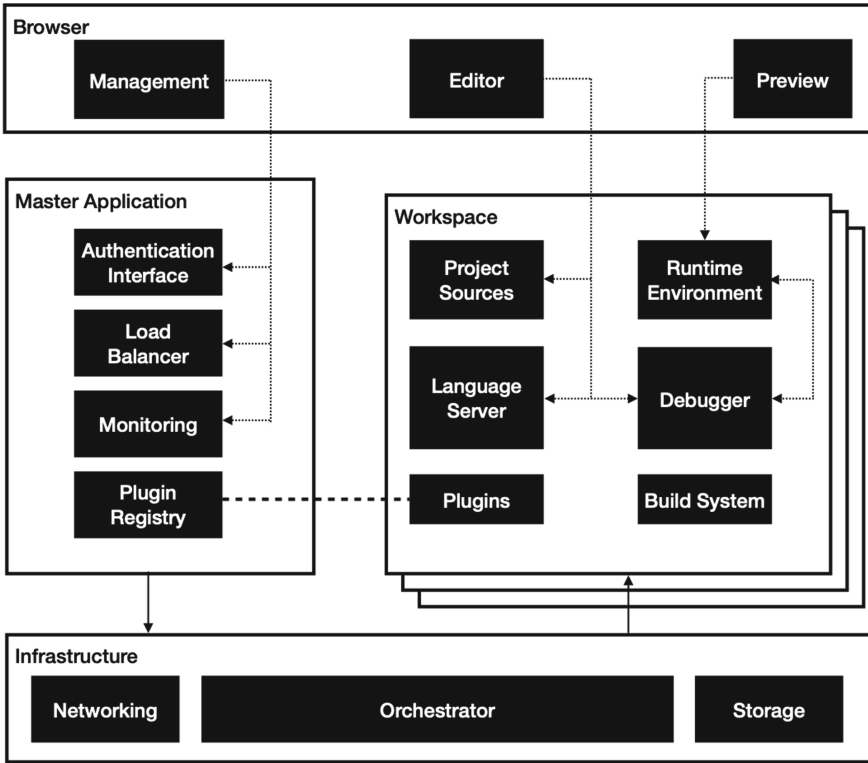 Browser
Management
Editor
Preview
Master Application
Authentication
Interface
Load
Balancer
Monitoring
Plugin
Registry
Workspace
Project
Sources
Runtime
Environment
Language
Server
Debugger
Plugins
Build System
Infrastructure
Networking
Orchestrator
Storage